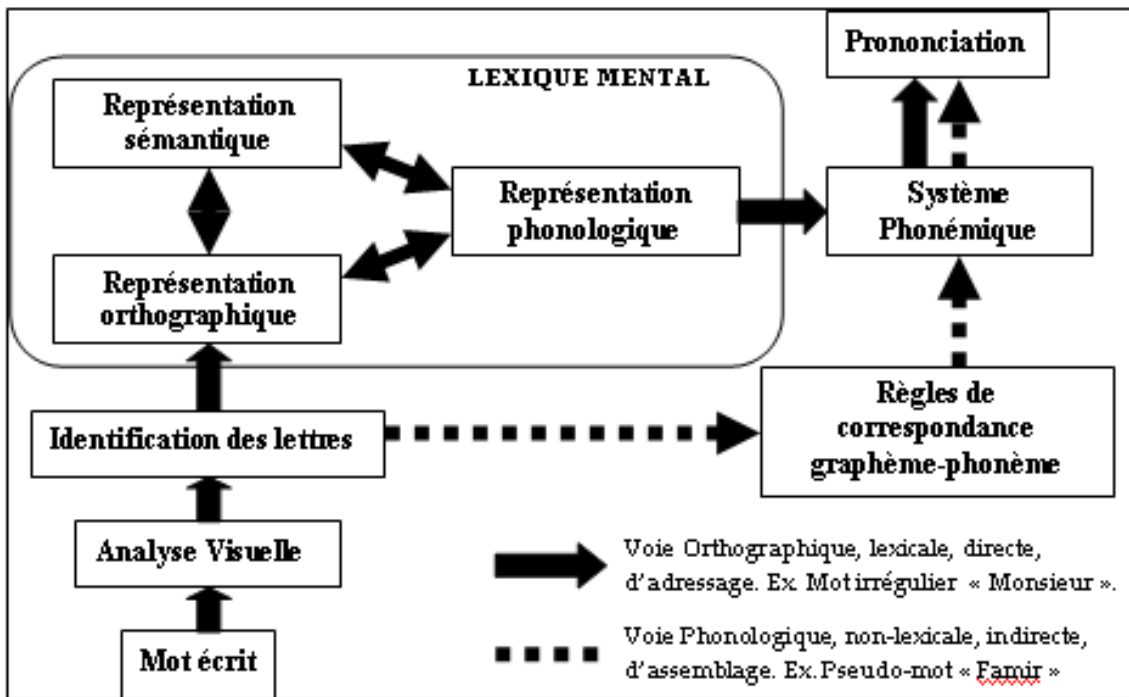 Prononciation
LEXIQUE MENTAL
Représentation
sémantique
Représentation
phonologique
Système
Phonémique
Représentation
orthographique
Identification des lettres
Règles de
correspondance
graphème-phonème
Analyse Visuelle
Mot écrit
Voie Orthographique, lexicale, directe,
d'adressage. Ex. Mot irrégulier « Monsieur ».
Voie Phonologique, non-lexicale, indirecte,
d'assemblage. Ex. Pseudo-mot « Famir »